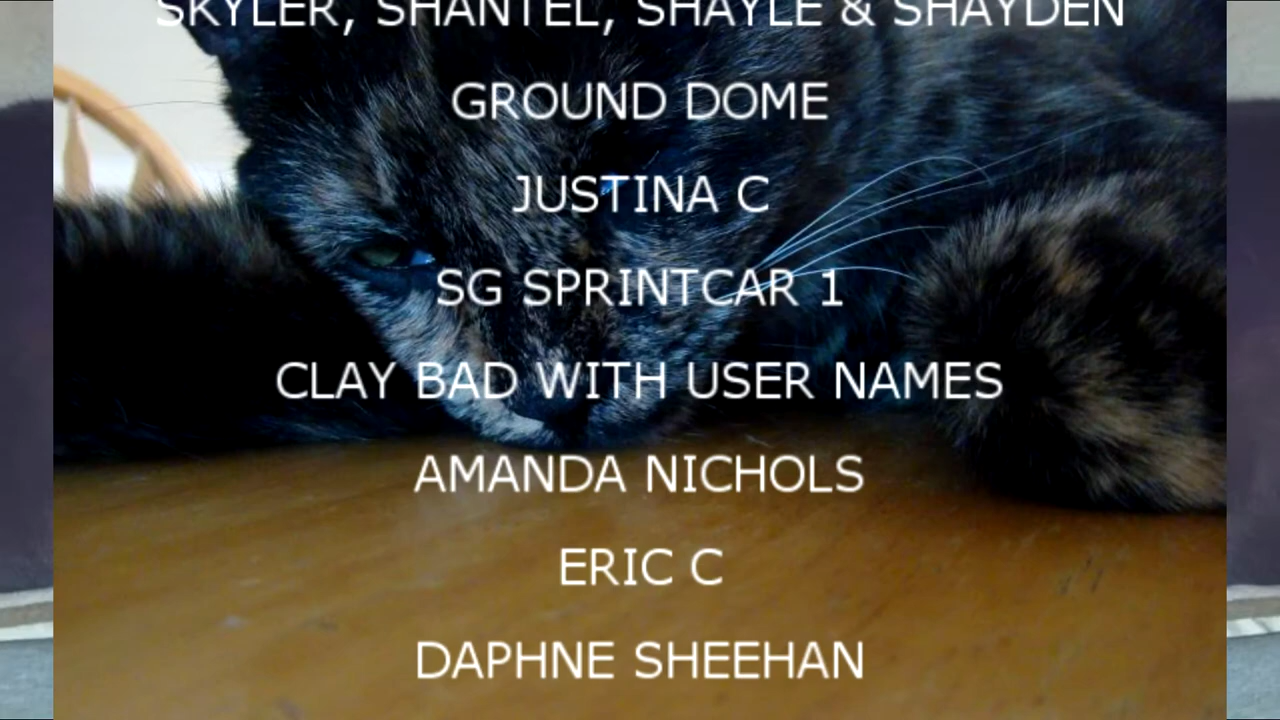 SKYLER, SHANTEL, SHAYLE & SHAYDEN
GROUND DOME
JUSTINA C
SG SPRINTCAR 1
CLAY BAD WITH USER NAMES
AMANDA NICHOLS
ERIC C
DAPHNE SHEEHAN